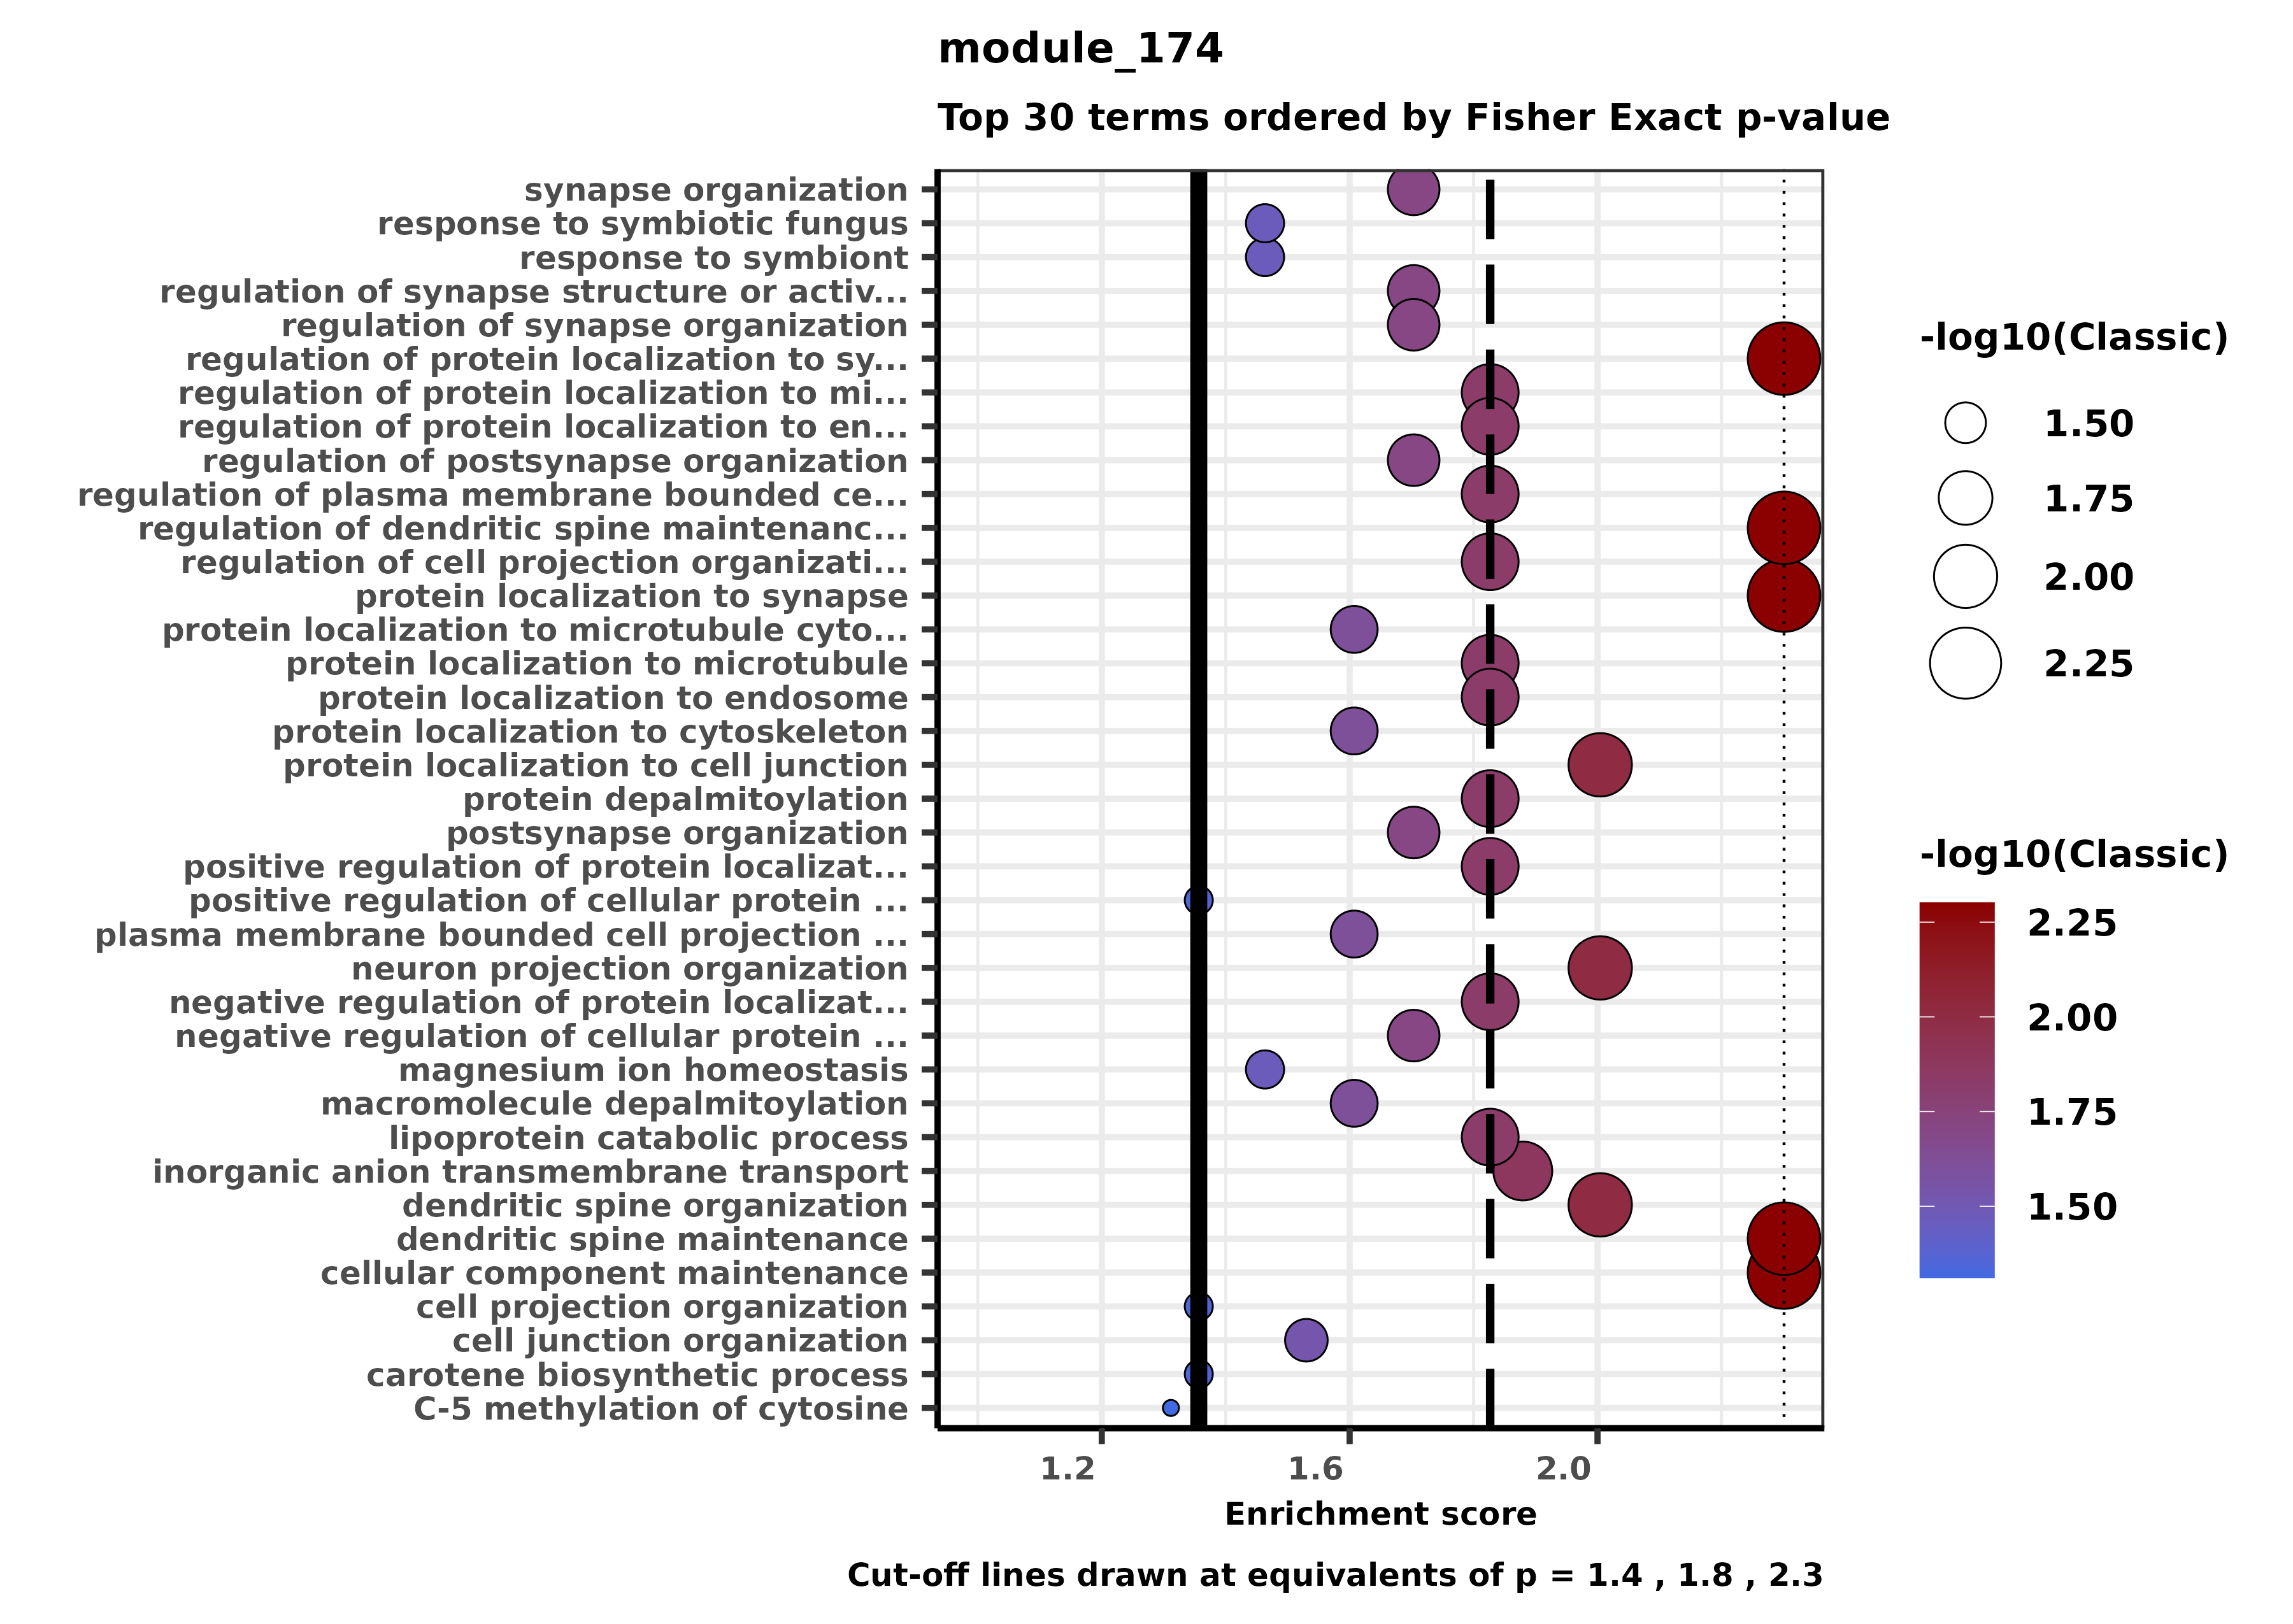 module_174
Top 30 terms ordered by Fisher Exact p-value
synapse organization
response to symbiotic fungus
response to symbiont
regulation of synapse structure or activ...
regulation of synapse organization
regulation of protein localization to sy...
regulation of protein localization to mi...
regulation of protein localization to en...
regulation of postsynapse organization
regulation of plasma membrane bounded ce...
regulation of dendritic spine maintenanc...
regulation of cell projection organizati...
protein localization to synapse
protein localization to microtubule cyto...
protein localization to microtubule
protein localization to endosome
protein localization to cytoskeleton
protein localization to cell junction
protein depalmitoylation
postsynapse organization
positive regulation of protein localizat...
positive regulation of cellular protein ...
plasma membrane bounded cell projection ...
neuron projection organization
negative regulation of protein localizat...
negative regulation of cellular protein ...
magnesium ion homeostasis
macromolecule depalmitoylation
lipoprotein catabolic process
inorganic anion transmembrane transport
dendritic spine organization
dendritic spine maintenance
cellular component maintenance
cell projection organization
cell junction organization
carotene biosynthetic process
C-5 methylation of cytosine
1.2 1.6 2.0
Enrichment score
Cut-off lines drawn at equivalents of p = 1.4 , 1.8 , 2.3
-log10(Classic)
1.50
1.75
2.00
2.25
-log10(Classic)
2.25
2.00
1.75
1.50